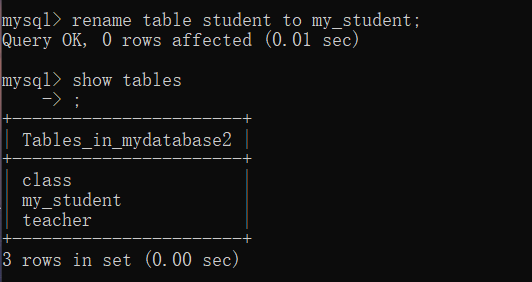 mysql> rename table student to my_student;
Query OK, 0 rows affected (0.01 sec)
mysql> show tables
    -> ;
+-----------------------+
| Tables_in_mydatabase2 |
+-----------------------+
| class                 |
| my_student            |
| teacher               |
+-----------------------+
3 rows in set (0.00 sec)